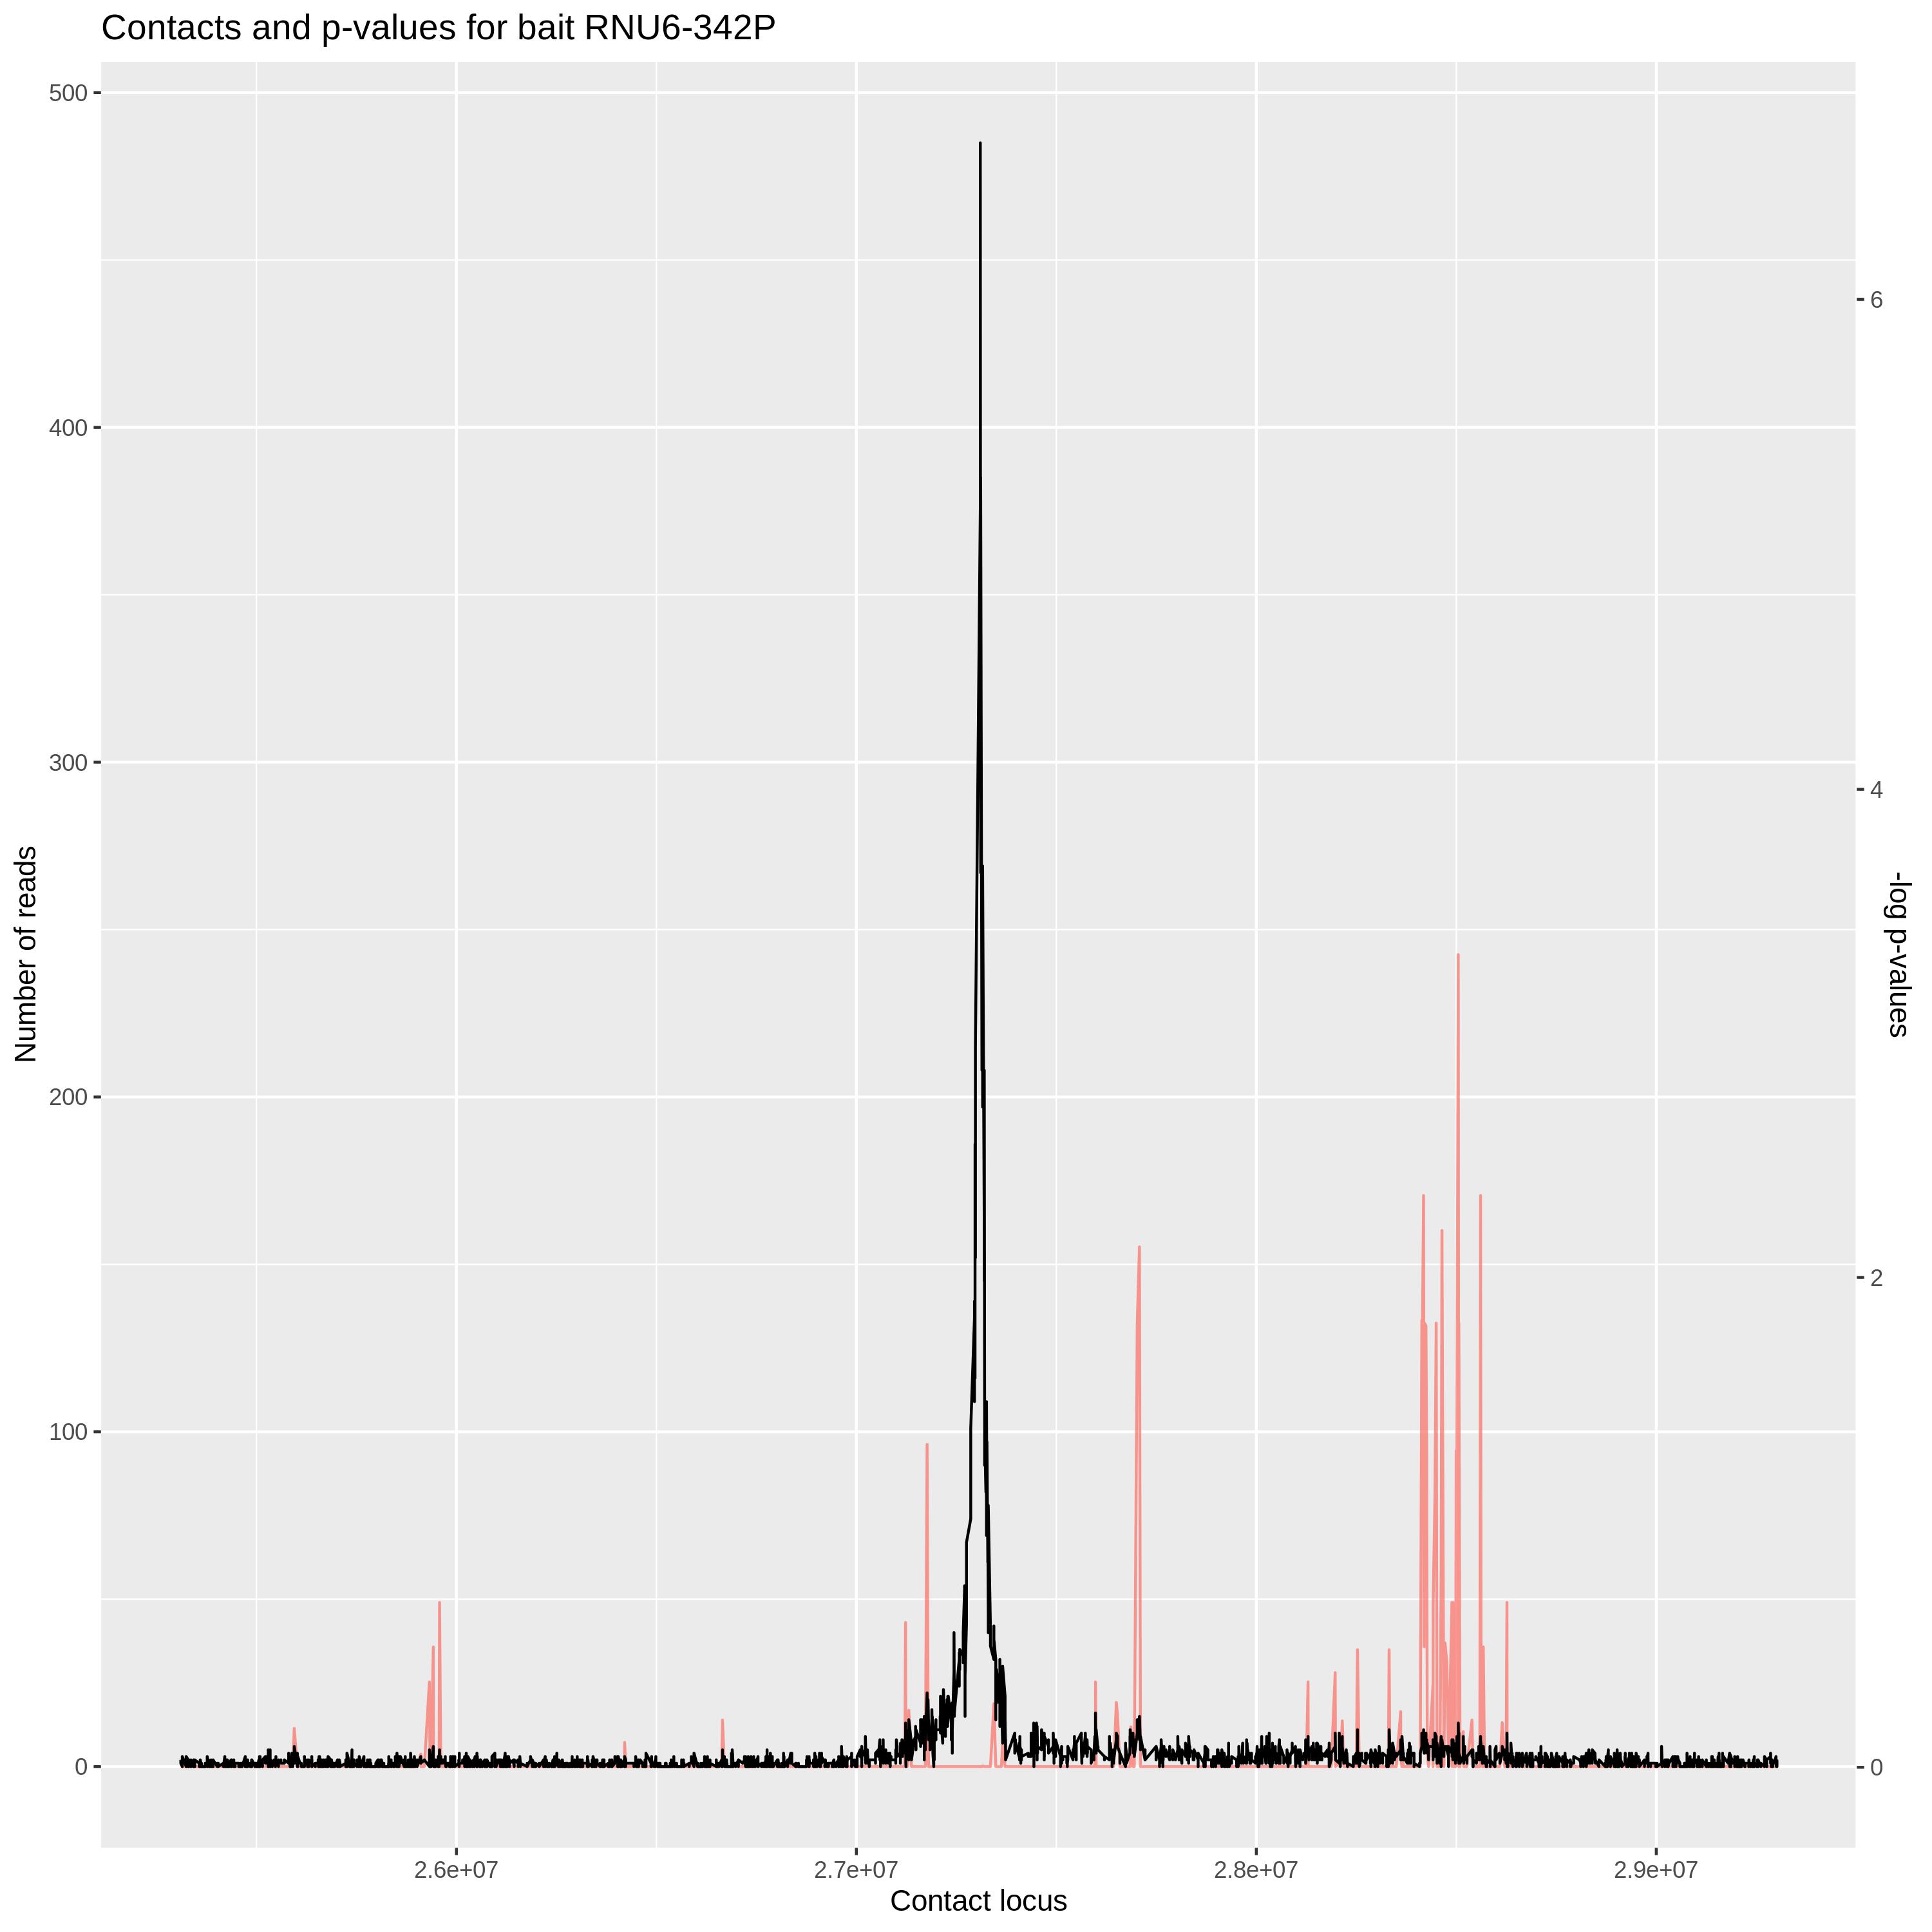 Contacts and p-values for bait RNU6-342P
500
400
300
200
100
0
Number of reads
6
4
2
0
-log p-values
2.6e+07
2.7e+07
2.8e+07
2.9e+07
Contact locus